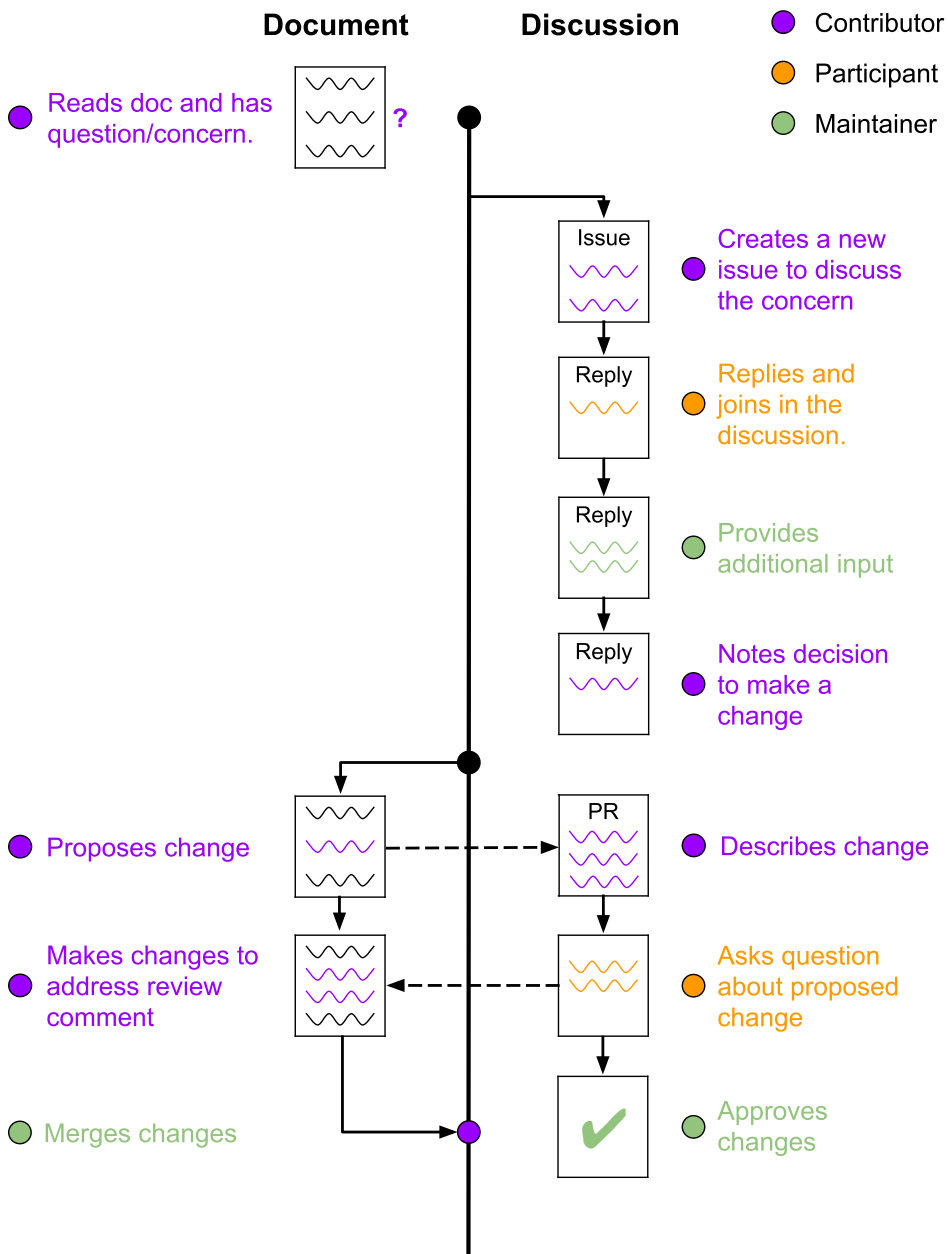 Document
Discussion
Contributor
Participant
Maintainer
Reads doc and has
question/concern.
?
Issue
Creates a new
issue to discuss
the concern
Reply
Replies and
joins in the
discussion.
Reply
Provides
additional input
Reply
Notes decision
to make a
change
Proposes change
PR
Describes change
Makes changes to
address review
comment
Asks question
about proposed
change
Merges changes
Approves
changes